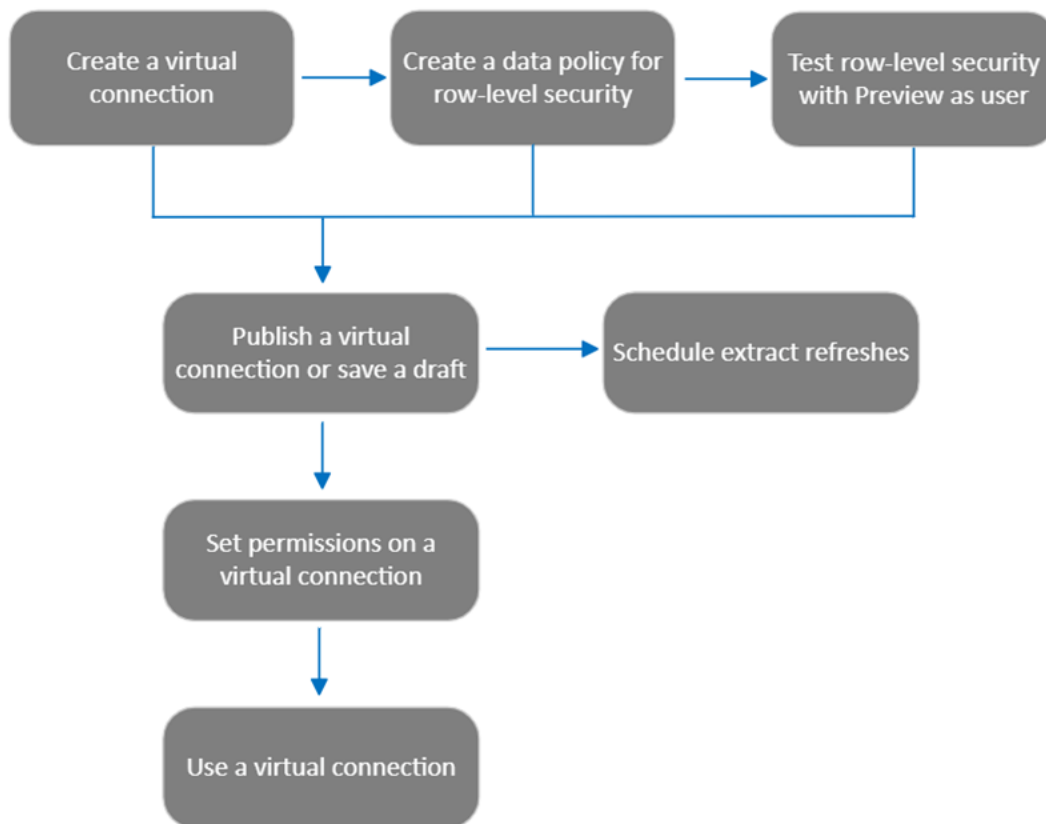 Create a virtual
connection
Create a data policy for
row-level security
Test row-level security
with Preview as user
Publish a virtual
connection or save a draft
Schedule extract refreshes
Set permissions on a
virtual connection
Use a virtual connection